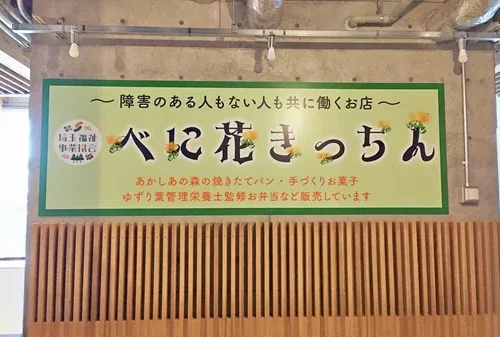 ～障害のある人もない人も共に働くお店～
べに花きっちん
あかしあの森の焼きたてパン・手づくりお菓子
ゆずり葉管理栄養士監修お弁当など販売しています